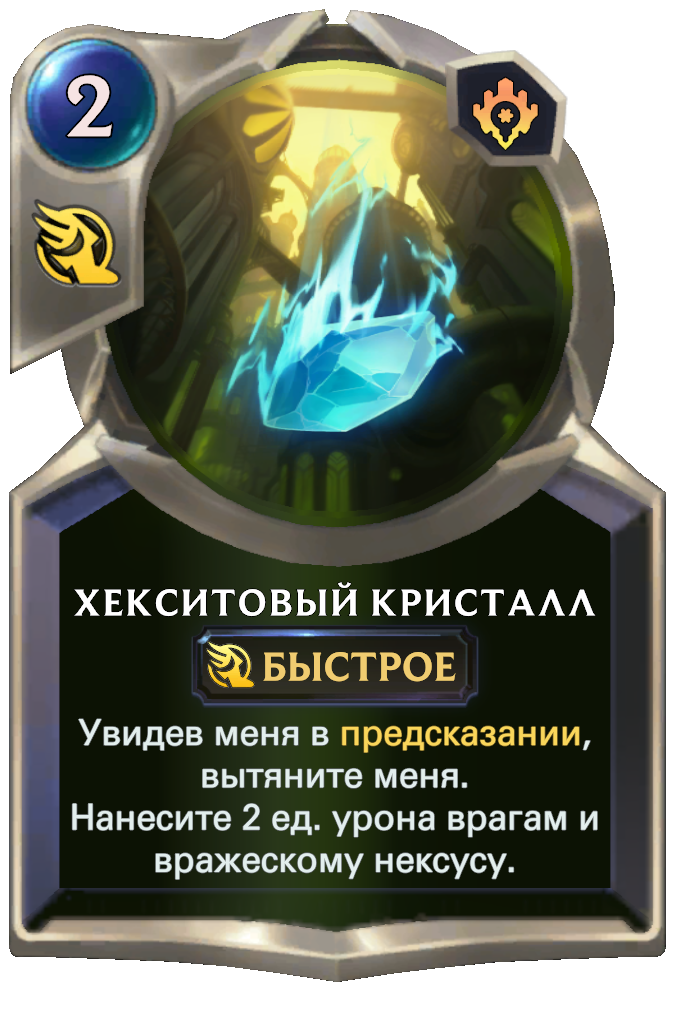 2
ХЕКСИТОВЫЙ КРИСТАЛЛ
БЫСТРОЕ
Увидев меня в предсказании,
вытяните меня.
Нанесите 2 ед. урона врагам и
вражескому нексусу.